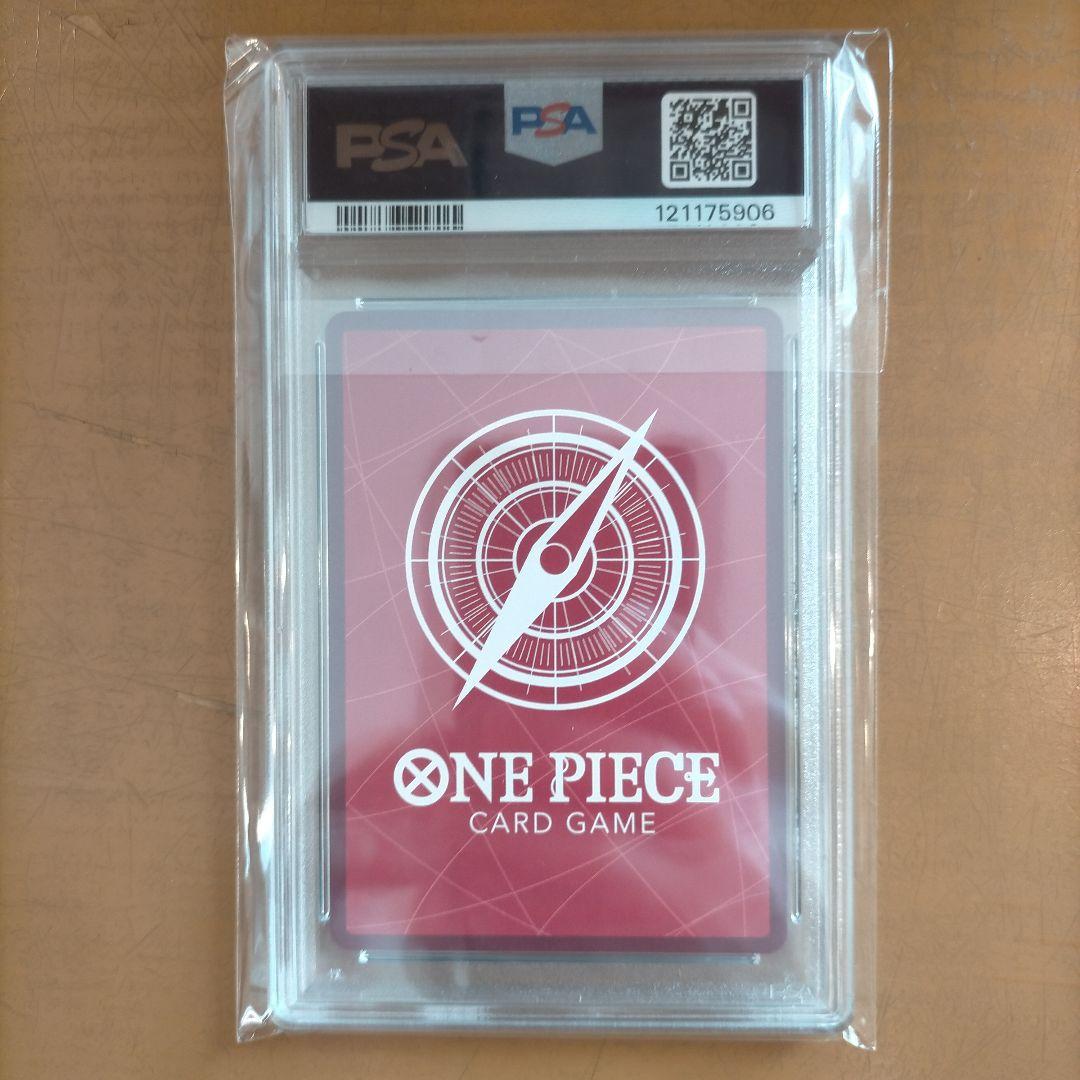 PSA
PSA
121175906
ONE PIECE
CARD GAME